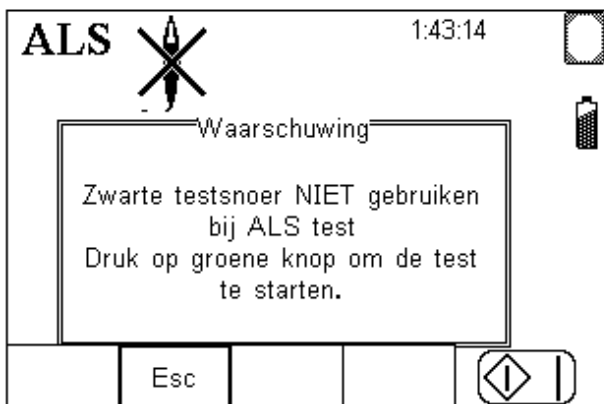 ALS
1:43:14
Waarschuwing
Zwarte testsnoer NIET gebruiken
bij ALS test
Druk op groene knop om de test
te starten.
Esc